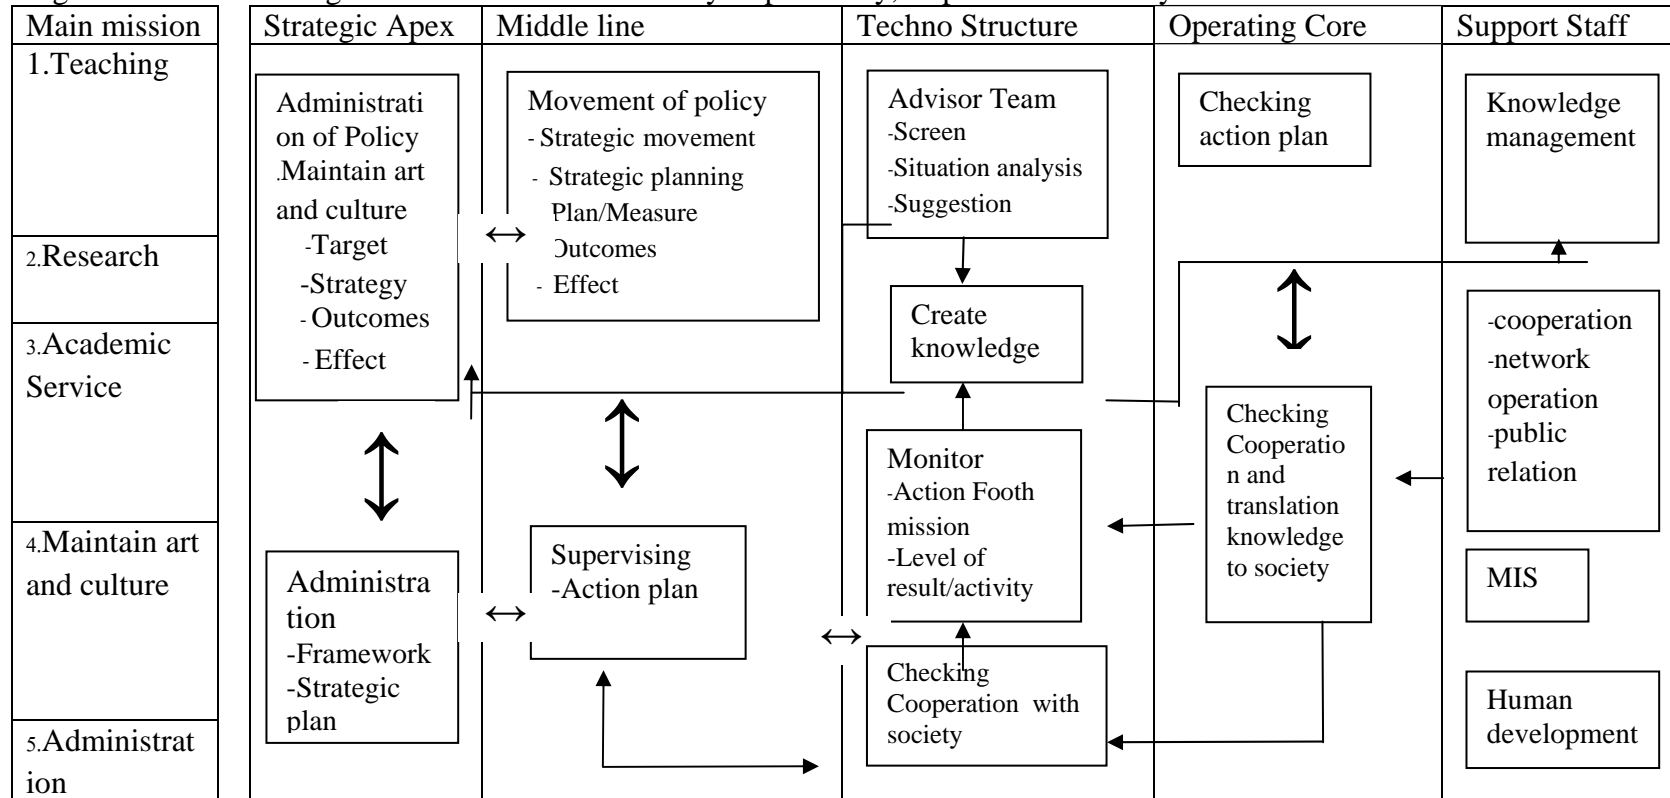 Main mission
1.Teaching
2.Research
3.Academic
Service
4.Maintain art
and culture
5.Administrat
ion
Strategic Apex
Administrati
on of Policy
.Maintain art
and culture
-Target
-Strategy
- Outcomes
- Effect
Administra
tion
-Framework
-Strategic
plan
Middle line
Movement of policy
- Strategic movement
- Strategic planning
Plan/Measure
Outcomes
- Effect
Supervising
-Action plan
Techno Structure
Advisor Team
-Screen
-Situation analysis
-Suggestion
Create
knowledge
Monitor
-Action Footh
mission
-Level of
result/activity
Checking
Cooperation with
society
Operating Core
Checking
action plan
Checking
Cooperatio
n and
translation
knowledge
to society
Support Staff
Knowledge
management
-cooperation
-network
operation
-public
relation
MIS
Human
development